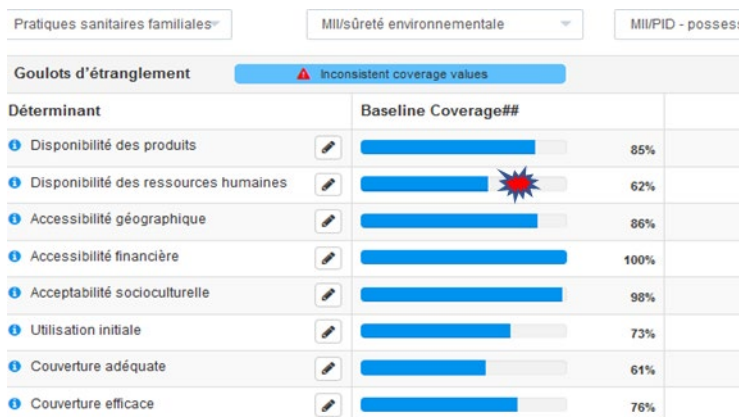 Pratiques sanitaires familiales MII/sûreté environnementale MII/PID - possess
Goulots d'étranglement Inconsistent coverage values
Déterminant Baseline Coverage##
Disponibilité des produits 85%
Disponibilité des ressources humaines 62%
Accessibilité géographique 86%
Accessibilité financière 100%
Acceptabilité socioculturelle 98%
Utilisation initiale 73%
Couverture adéquate 61%
Couverture efficace 76%